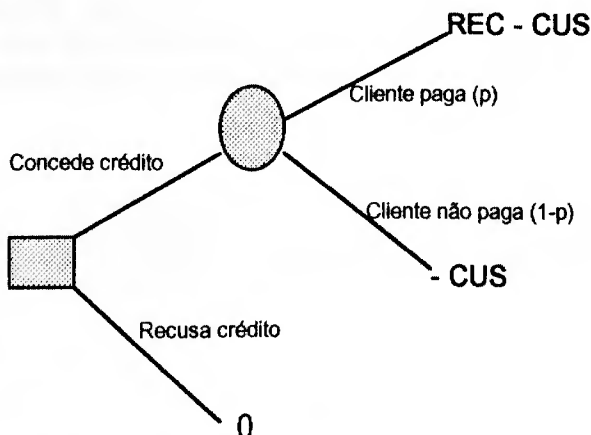 REC - CUS
Cliente paga (p)
Concede crédito
Cliente não paga (1-p)
- CUS
Recusa crédito
0